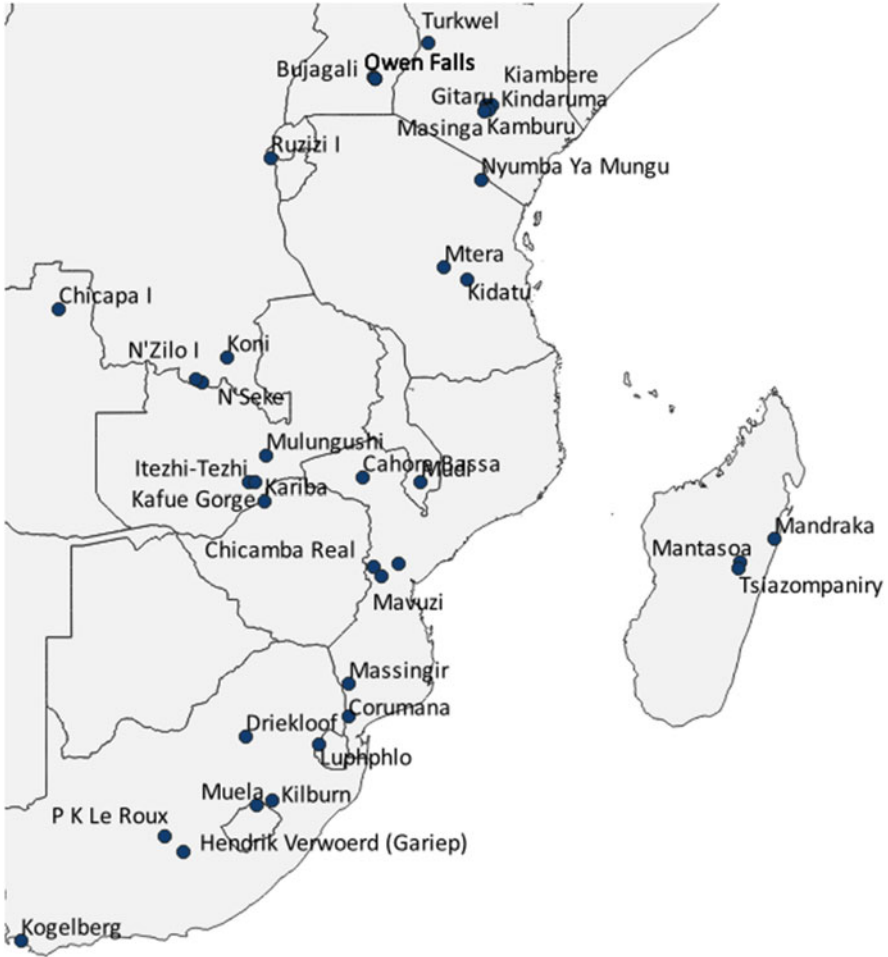 Turkwel
Owen Falls
Bujagali
Kiambere
Gitaru
Kindaruma
Masinga
Kamburu
Ruzizi I
Nyumba Ya Mungu
Mtera
Kidatu
Chicapa I
Koni
N'Zilo I
N'Seke
Mulungushi
Itezhi-Tezhi
Cahora Bassa
Kariba
Kafue Gorge
Mandraka
Chicamba Real
Mantasoa
Tsiazompaniry
Mavuzi
Massingir
Corumana
Driekloof
Luphphlo
Muela
Kilburn
P K Le Roux
Hendrik Verwoerd (Gariep)
Kogelberg